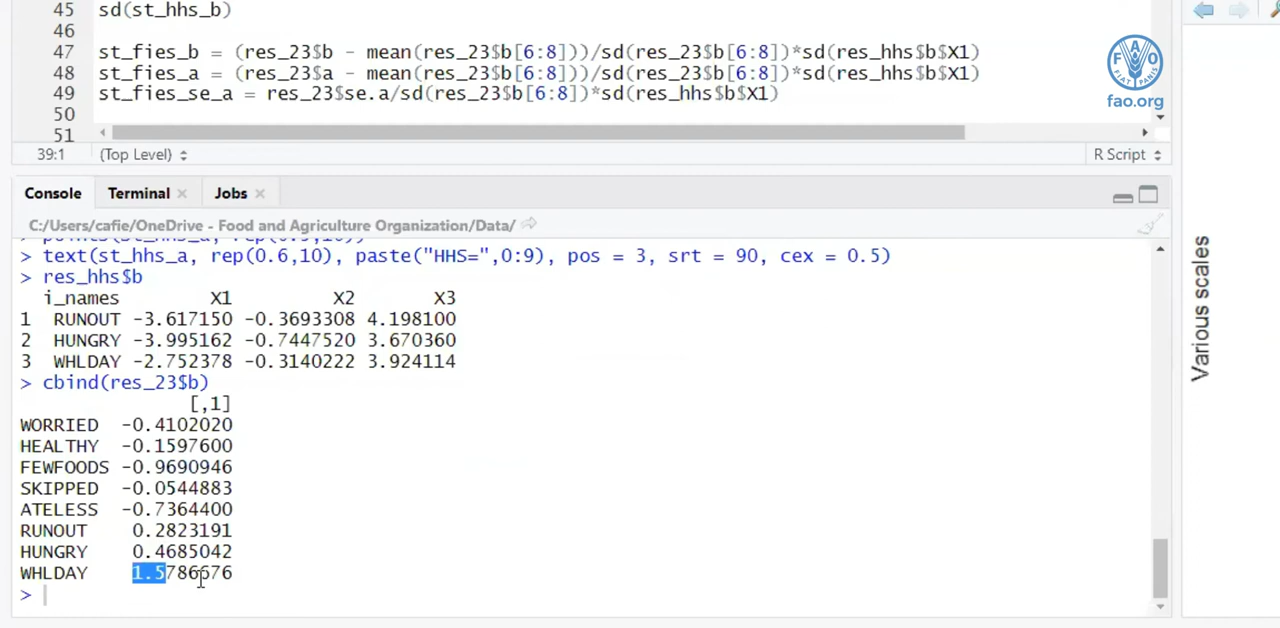 45 sd(st_hhs_b)
46
47 st_fies_b = (res_23$b - mean(res_23$b[6:8]))/sd(res_23$b[6:8])*sd(res_hhs$b$X1)
48 st_fies_a = (res_23$a - mean(res_23$b[6:8]))/sd(res_23$b[6:8])*sd(res_hhs$b$X1)
49 st_fies_se_a = res_23$se.a/sd(res_23$b[6:8])*sd(res_hhs$b$X1)
50
51
F A O
FIAT PANIS
fao.org
39:1 (Top Level) R Script
Console Terminal Jobs
C:/Users/cafie/OneDrive - Food and Agriculture Organization/Data/
> text(st_hhs_a, rep(0.6,10), paste("HHS=",0:9), pos = 3, srt = 90, cex = 0.5)
> res_hhs$b
i_names X1 X2 X3
1 RUNOUT -3.617150 -0.3693308 4.198100
2 HUNGRY -3.995162 -0.7447520 3.670360
3 WHLDAY -2.752378 -0.3140222 3.924114
> cbind(res_23$b)
[,1]
WORRIED -0.4102020
HEALTHY -0.1597600
FEWFOODS -0.9690946
SKIPPED -0.0544883
ATELESS -0.7364400
RUNOUT 0.2823191
HUNGRY 0.4685042
WHLDAY 1.5786676
>
Various scales